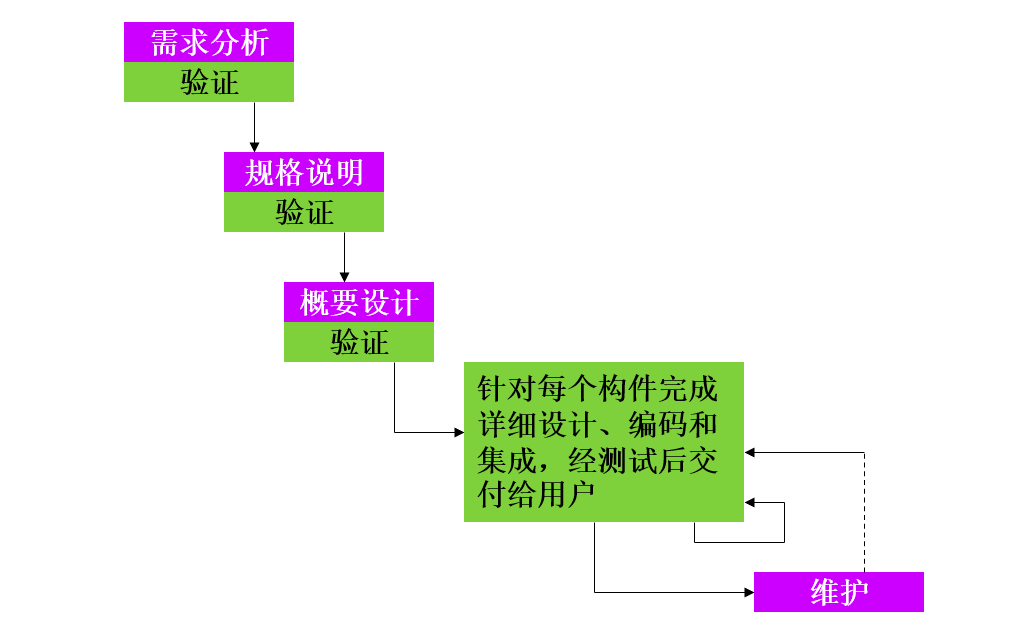 需求分析
验证
规格说明
验证
概要设计
验证
针对每个构件完成
详细设计、编码和
集成，经测试后交
付给用户
维护